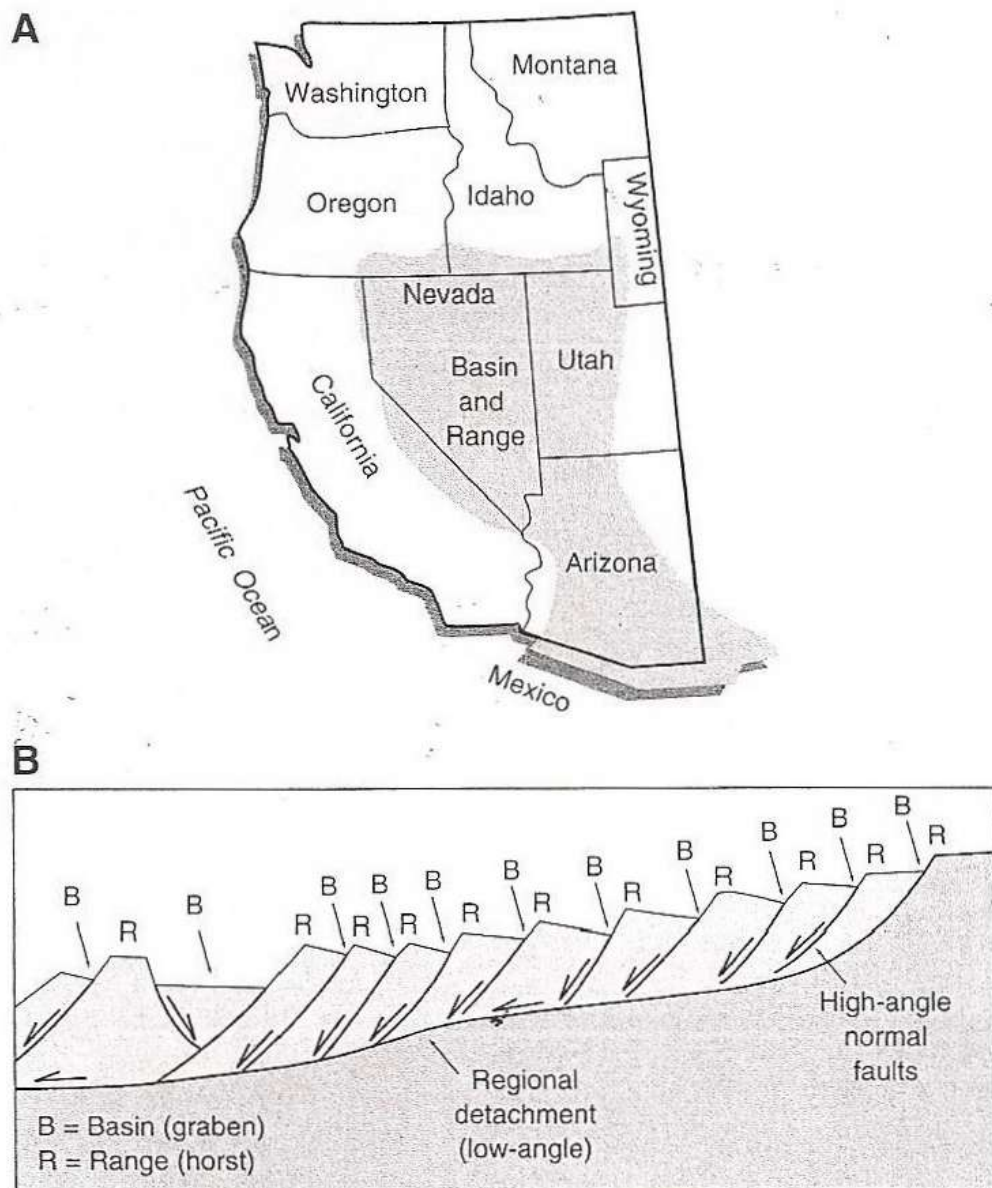 A
Washington
Montana
Oregon
Idaho
Wyoming
Nevada
Basin
and
Range
Utah
California
Arizona
Pacific Ocean
Mexico
B
B
R
B
R
B
R
B
R
B
R
B
R
B
R
B
R
B
R
B
R
B
R
High-angle
normal
faults
Regional
detachment
(low-angle)
B = Basin (graben)
R = Range (horst)